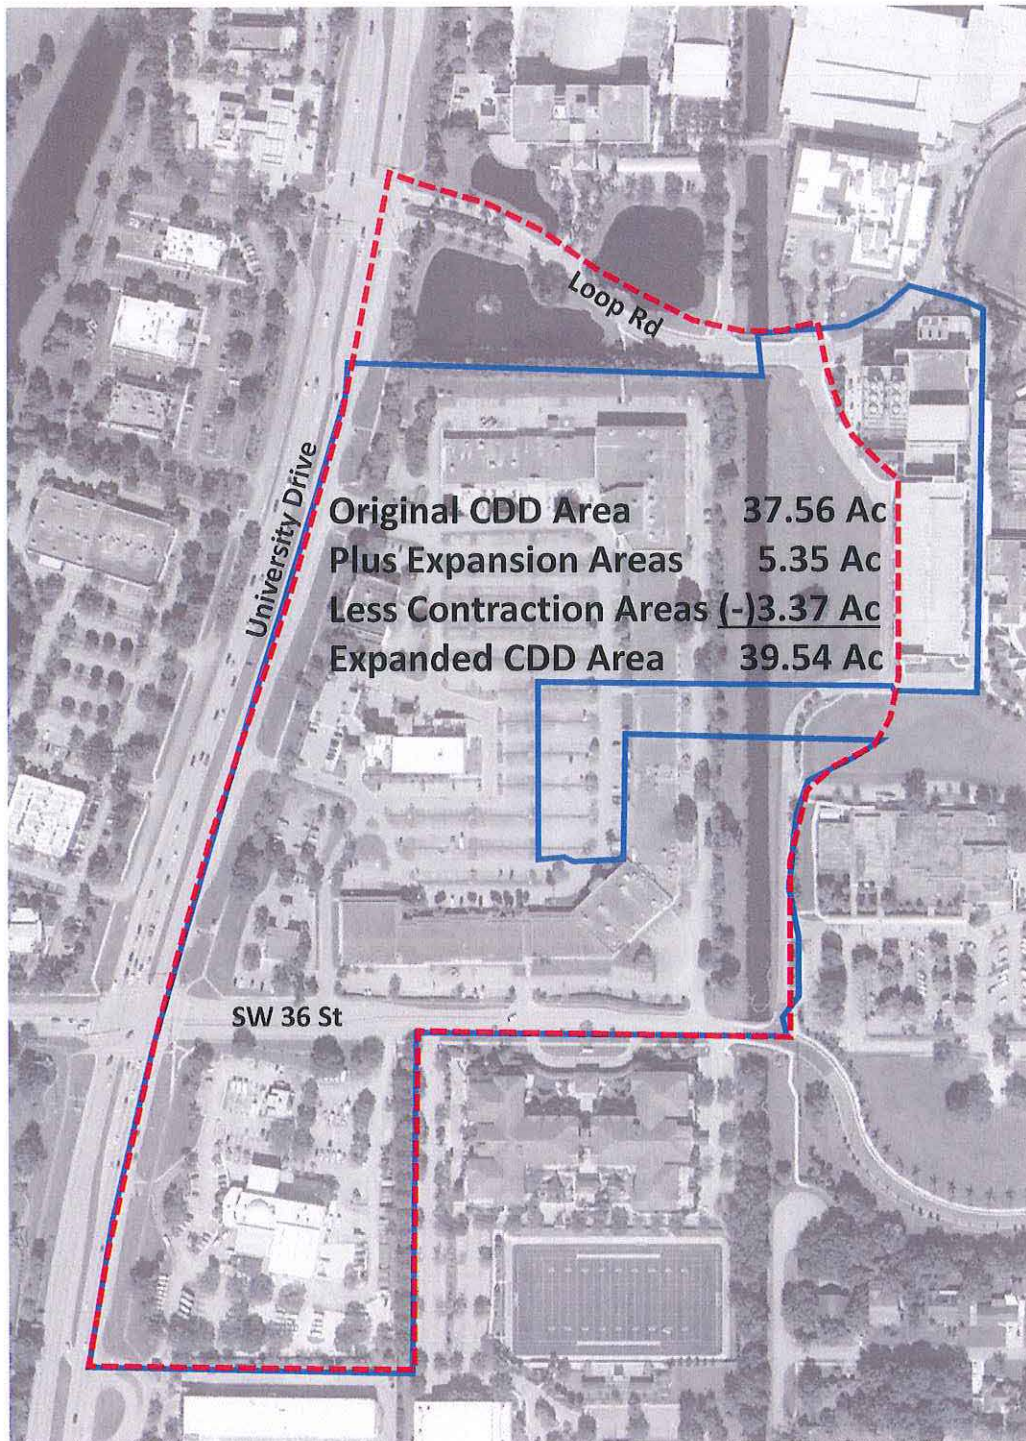 Loop Rd
University Drive
Original CDD Area 37.56 Ac
Plus Expansion Areas 5.35 Ac
Less Contraction Areas (-)3.37 Ac
Expanded CDD Area 39.54 Ac
SW 36 St